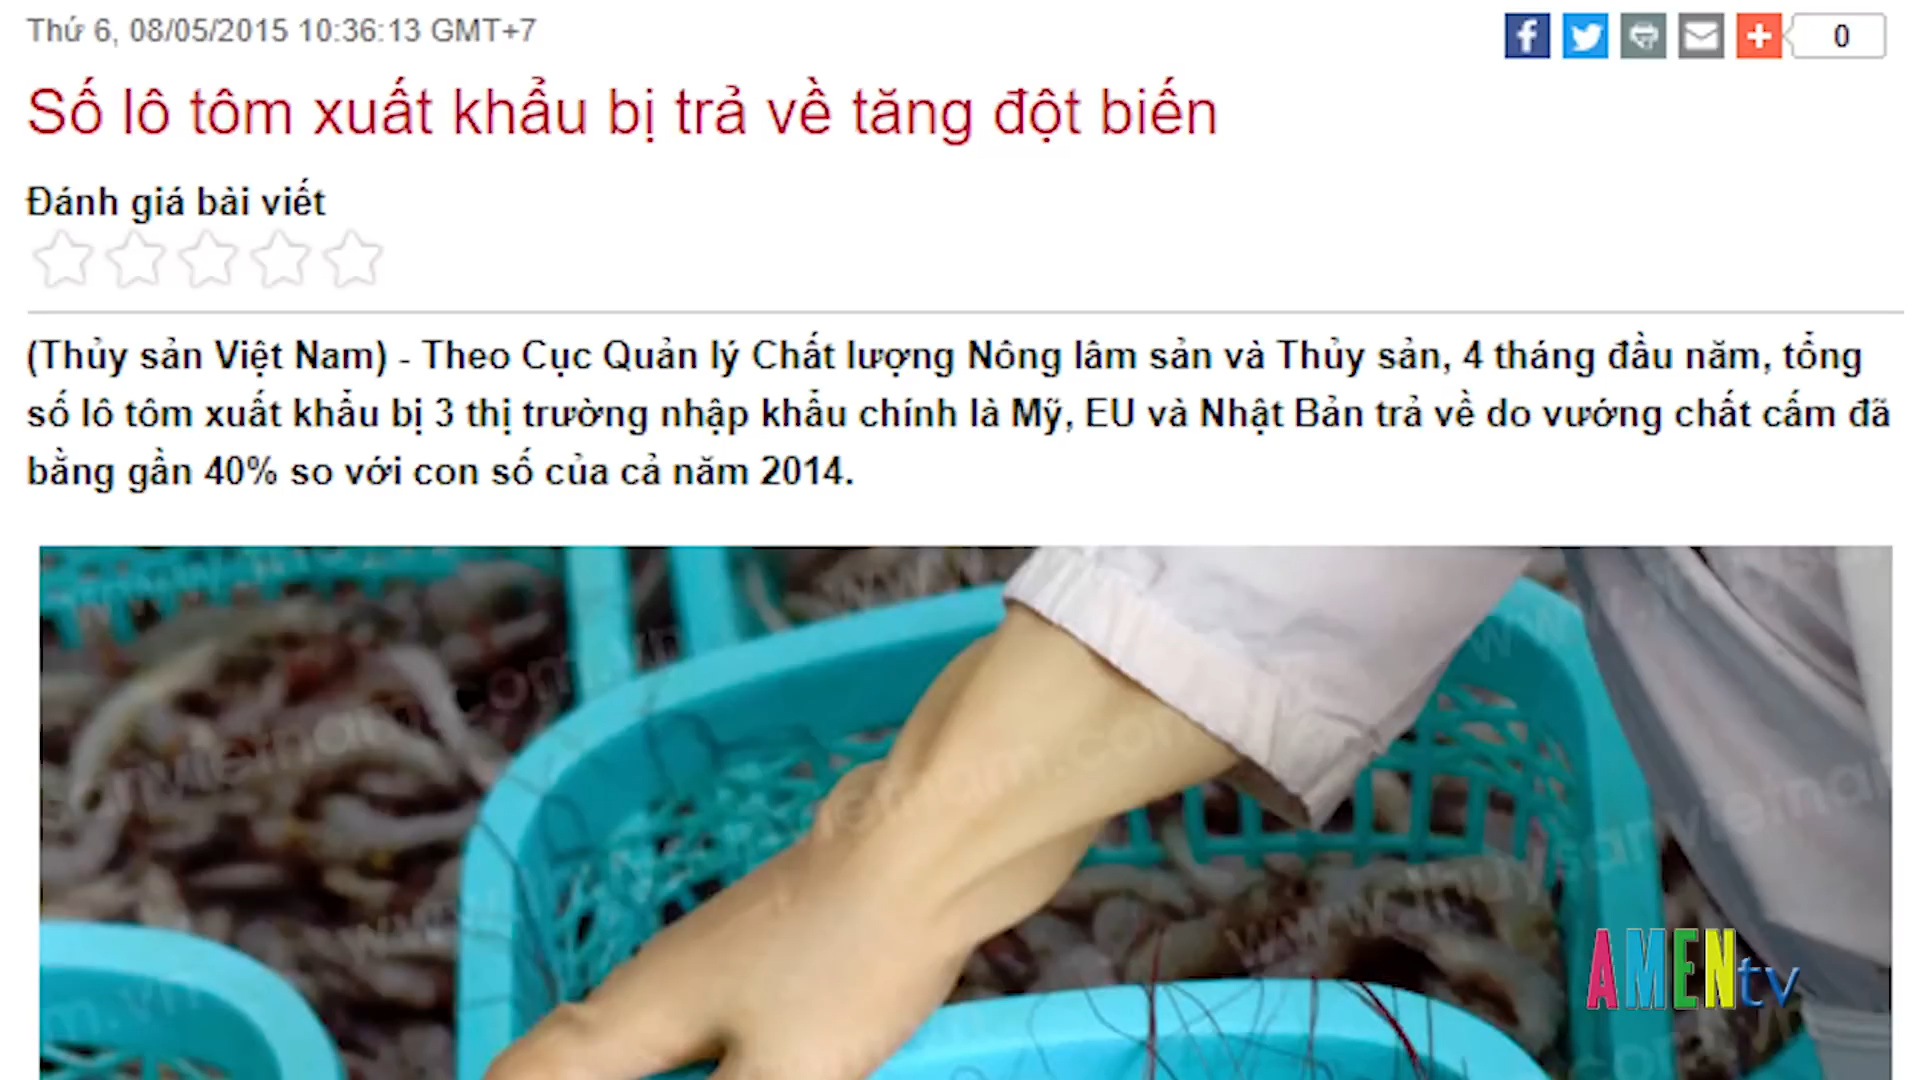 Thứ 6, 08/05/2015 10:36:13 GMT+7
0
Số lô tôm xuất khẩu bị trả về tăng đột biến
Đánh giá bài viết
(Thủy sản Việt Nam) - Theo Cục Quản lý Chất lượng Nông lâm sản và Thủy sản, 4 tháng đầu năm, tổng
số lô tôm xuất khẩu bị 3 thị trường nhập khẩu chính là Mỹ, EU và Nhật Bản trả về do vướng chất cấm đã
bằng gần 40% so với con số của cả năm 2014.
AMENtv